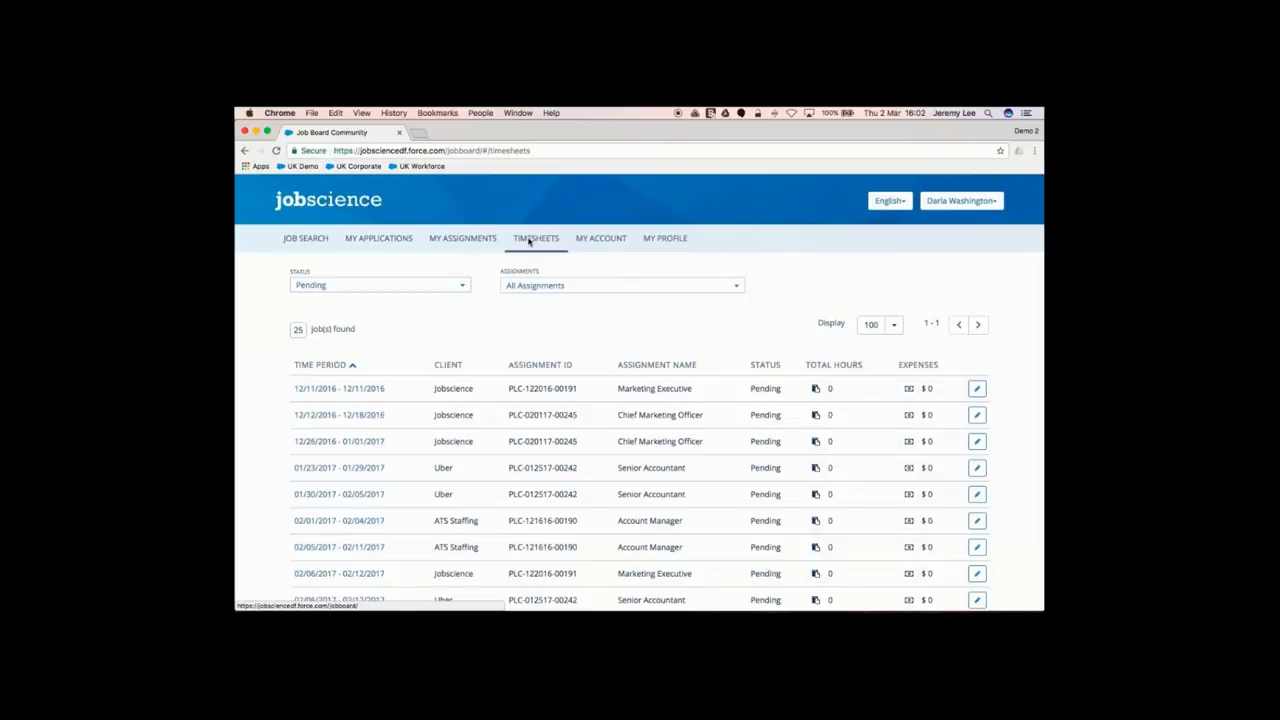 Chrome File Edit View History Bookmarks People Window Help 100% Thu 2 Mar 16:02 Jeremy Lee
Job Board Community Demo 2
Secure https://jobsciencedf.force.com/jobboard/#/timesheets
Apps UK Demo UK Corporate UK Workforce
jobscience English Darla Washington
JOB SEARCH MY APPLICATIONS MY ASSIGNMENTS TIMESHEETS MY ACCOUNT MY PROFILE
STATUS ASSIGNMENTS
Pending All Assignments
25 job(s) found Display 100 1 - 1
TIME PERIOD CLIENT ASSIGNMENT ID ASSIGNMENT NAME STATUS TOTAL HOURS EXPENSES
12/11/2016 - 12/11/2016 Jobscience PLC-122016-00191 Marketing Executive Pending 0 $ 0
12/12/2016 - 12/18/2016 Jobscience PLC-020117-00245 Chief Marketing Officer Pending 0 $ 0
12/26/2016 - 01/01/2017 Jobscience PLC-020117-00245 Chief Marketing Officer Pending 0 $ 0
01/23/2017 - 01/29/2017 Uber PLC-012517-00242 Senior Accountant Pending 0 $ 0
01/30/2017 - 02/05/2017 Uber PLC-012517-00242 Senior Accountant Pending 0 $ 0
02/01/2017 - 02/04/2017 ATS Staffing PLC-121616-00190 Account Manager Pending 0 $ 0
02/05/2017 - 02/11/2017 ATS Staffing PLC-121616-00190 Account Manager Pending 0 $ 0
02/06/2017 - 02/12/2017 Jobscience PLC-122016-00191 Marketing Executive Pending 0 $ 0
02/06/2017 - 02/12/2017 Uber PLC-012517-00242 Senior Accountant Pending 0 $ 0
https://jobsciencedf.force.com/jobboard/